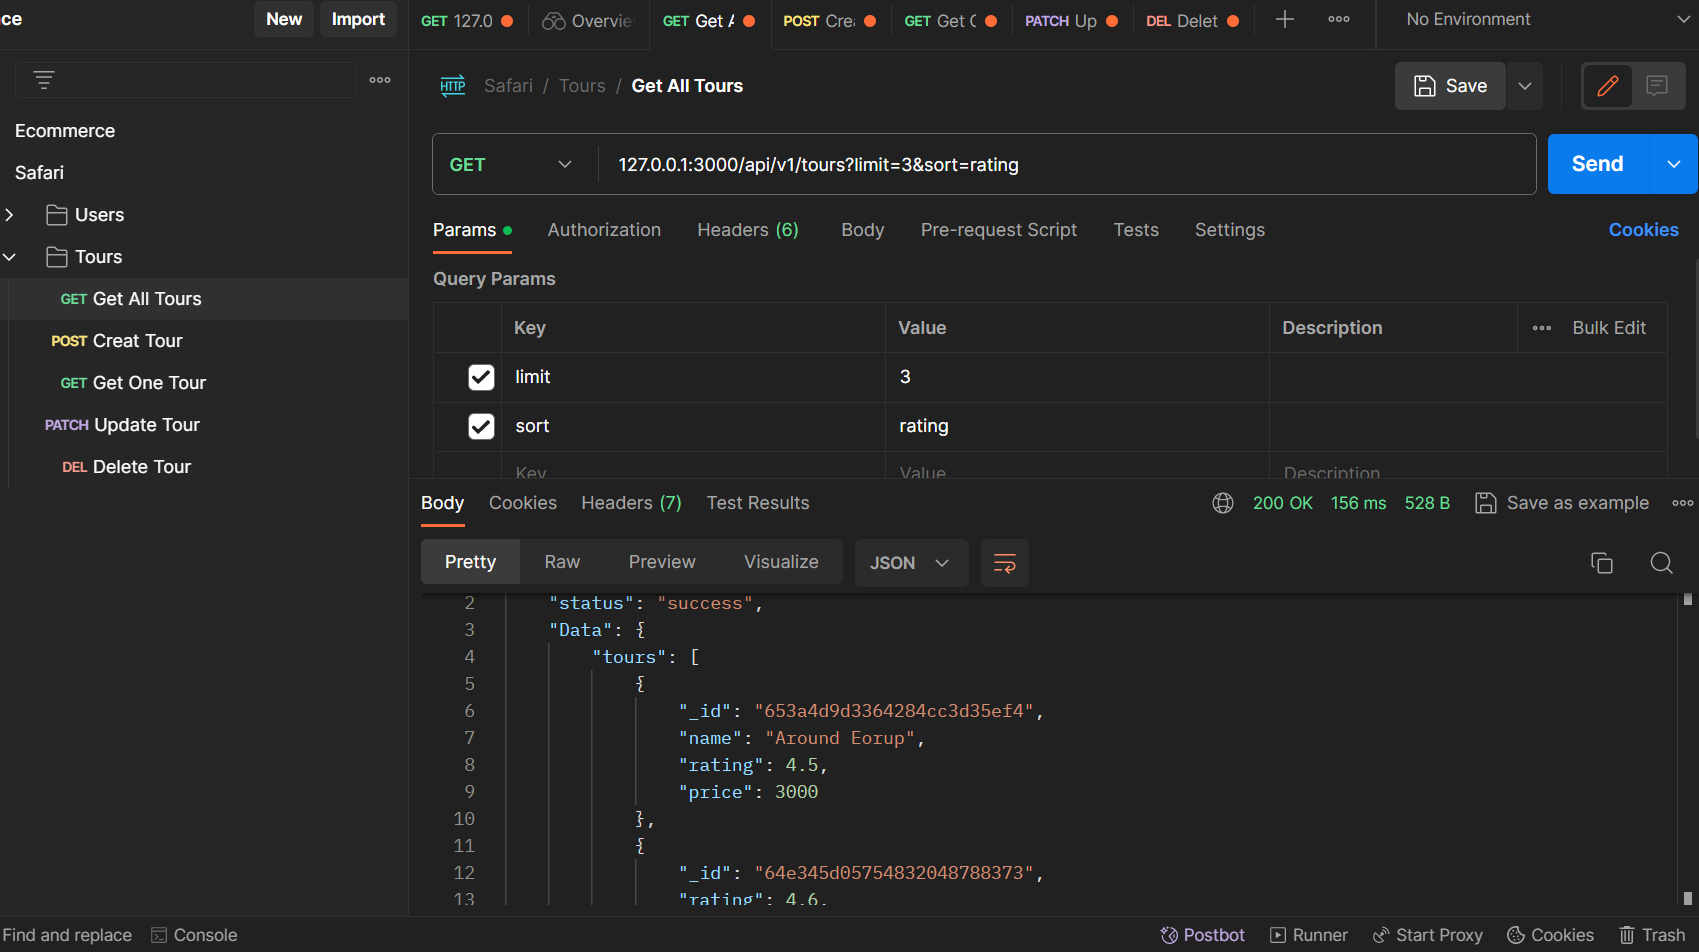 ce
New
Import
GET 127.0
Overvie
GET Get A
POST Crea
GET Get O
PATCH Up
DEL Delet
No Environment
HTTP
Safari / Tours / Get All Tours
Save
Ecommerce
Safari
Users
Tours
GET Get All Tours
POST Creat Tour
GET Get One Tour
PATCH Update Tour
DEL Delete Tour
GET
127.0.0.1:3000/api/v1/tours?limit=3&sort=rating
Send
Params
Authorization
Headers (6)
Body
Pre-request Script
Tests
Settings
Cookies
Query Params
Key
Value
Description
Bulk Edit
limit
3
sort
rating
Key
Value
Description
Body
Cookies
Headers (7)
Test Results
200 OK
156 ms
528 B
Save as example
Pretty
Raw
Preview
Visualize
JSON
2 "status": "success",
3 "Data": {
4 "tours": [
5 {
6 "_id": "653a4d9d3364284cc3d35ef4",
7 "name": "Around Eorup",
8 "rating": 4.5,
9 "price": 3000
10 },
11 {
12 "_id": "64e345d05754832048788373",
13 "rating": 4.6,
Find and replace
Console
Postbot
Runner
Start Proxy
Cookies
Trash